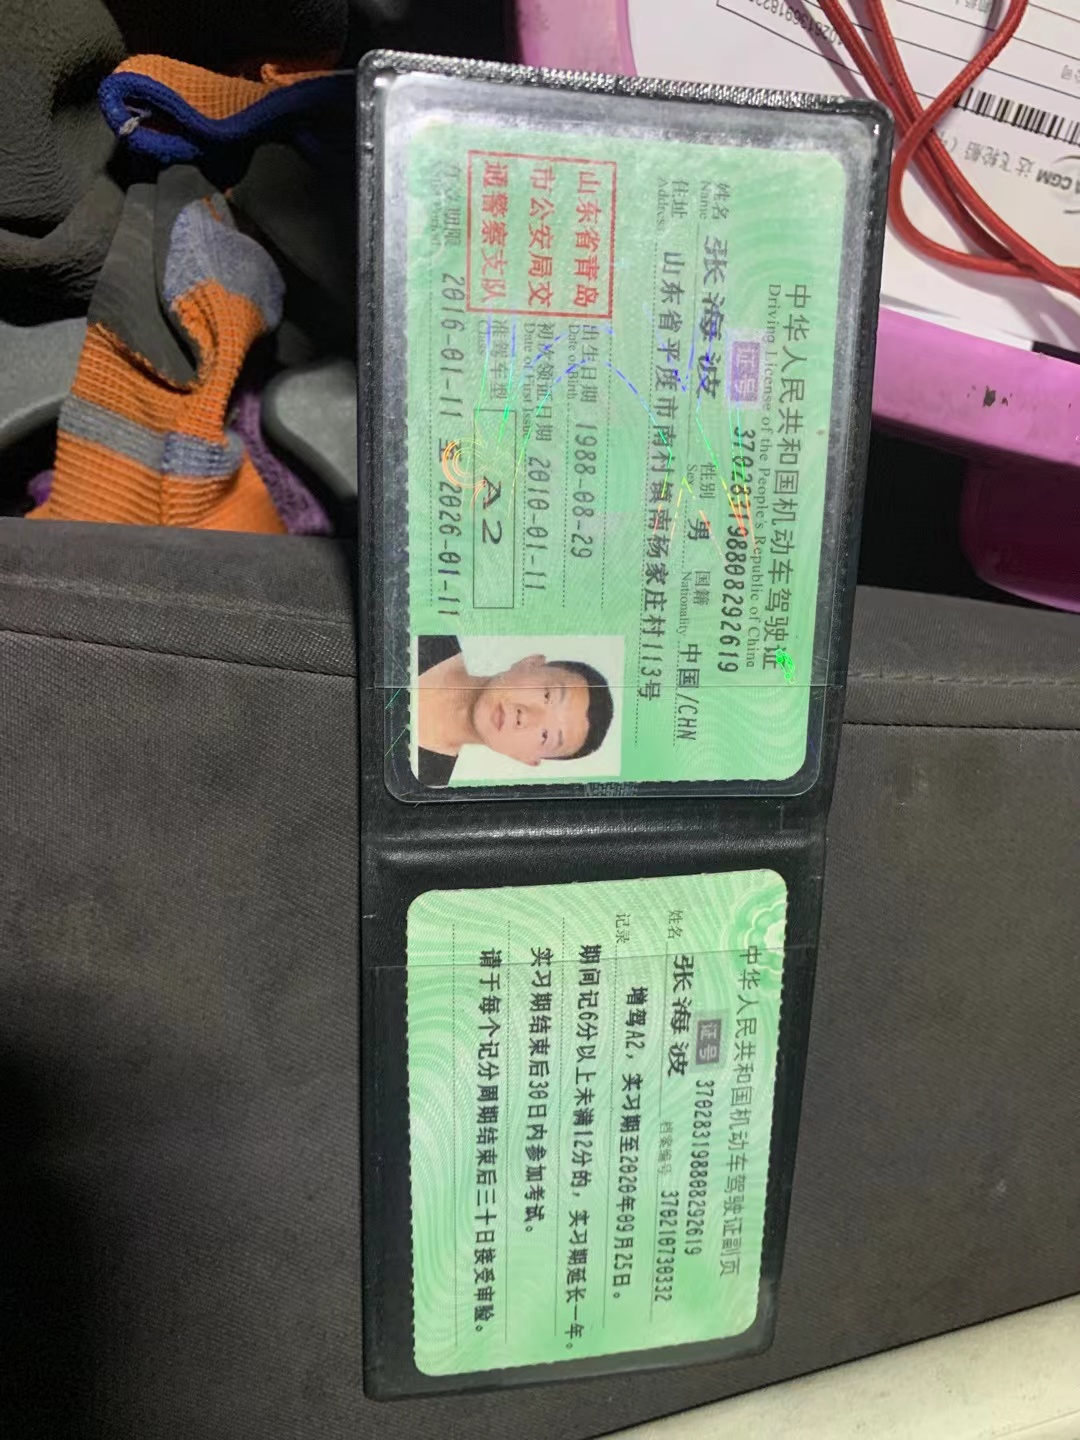 中华人民共和国机动车驾驶证
Driving License of the People's Republic of China
证号 370283198808292619
姓名 张海波 性别 男 国籍 中国/CHN
Name Sex Nationality
住址 山东省平度市南村镇南杨家庄村113号
Address
山东省青岛
市公安局交
通警察支队
出生日期 1988-08-29
Date of Birth
初次领证日期 2010-01-11
Date of First Issue
准驾车型 A2
有效期限 2016-01-11 至 2026-01-11
中华人民共和国机动车驾驶证副页
证号 370283198808292619
姓名 张海波 档案编号 370210730332
记录
增驾A2，实习期至2020年09月25日。
期间记6分以上未满12分的，实习期延长一年。
实习期结束后30日内参加考试。
请于每个记分周期结束后三十日接受审验。
CGM 达飞轮船